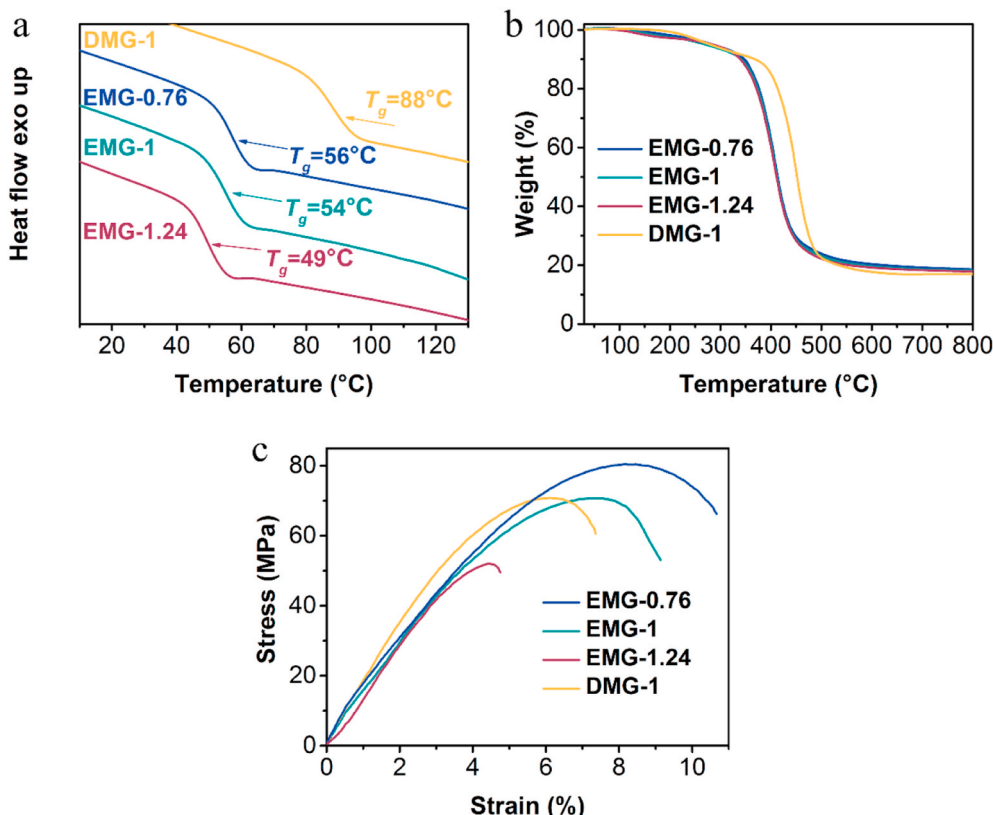 a
Heat flow exo up
DMG-1
EMG-0.76
EMG-1
EMG-1.24
Tg=88°C
Tg=56°C
Tg=54°C
Tg=49°C
20 40 60 80 100 120
Temperature (°C)
b
Weight (%)
100
80
60
40
20
0
EMG-0.76
EMG-1
EMG-1.24
DMG-1
100 200 300 400 500 600 700 800
Temperature (°C)
c
Stress (MPa)
80
60
40
20
0
EMG-0.76
EMG-1
EMG-1.24
DMG-1
0 2 4 6 8 10
Strain (%)